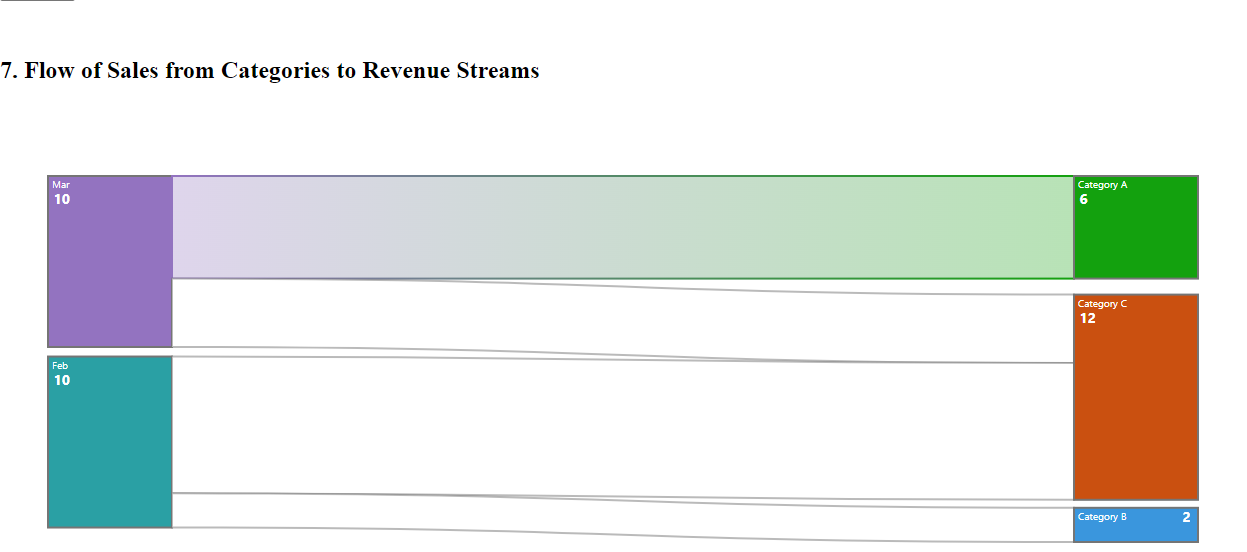 7. Flow of Sales from Categories to Revenue Streams
Mar
10
Category A
6
Category C
12
Feb
10
Category B 2